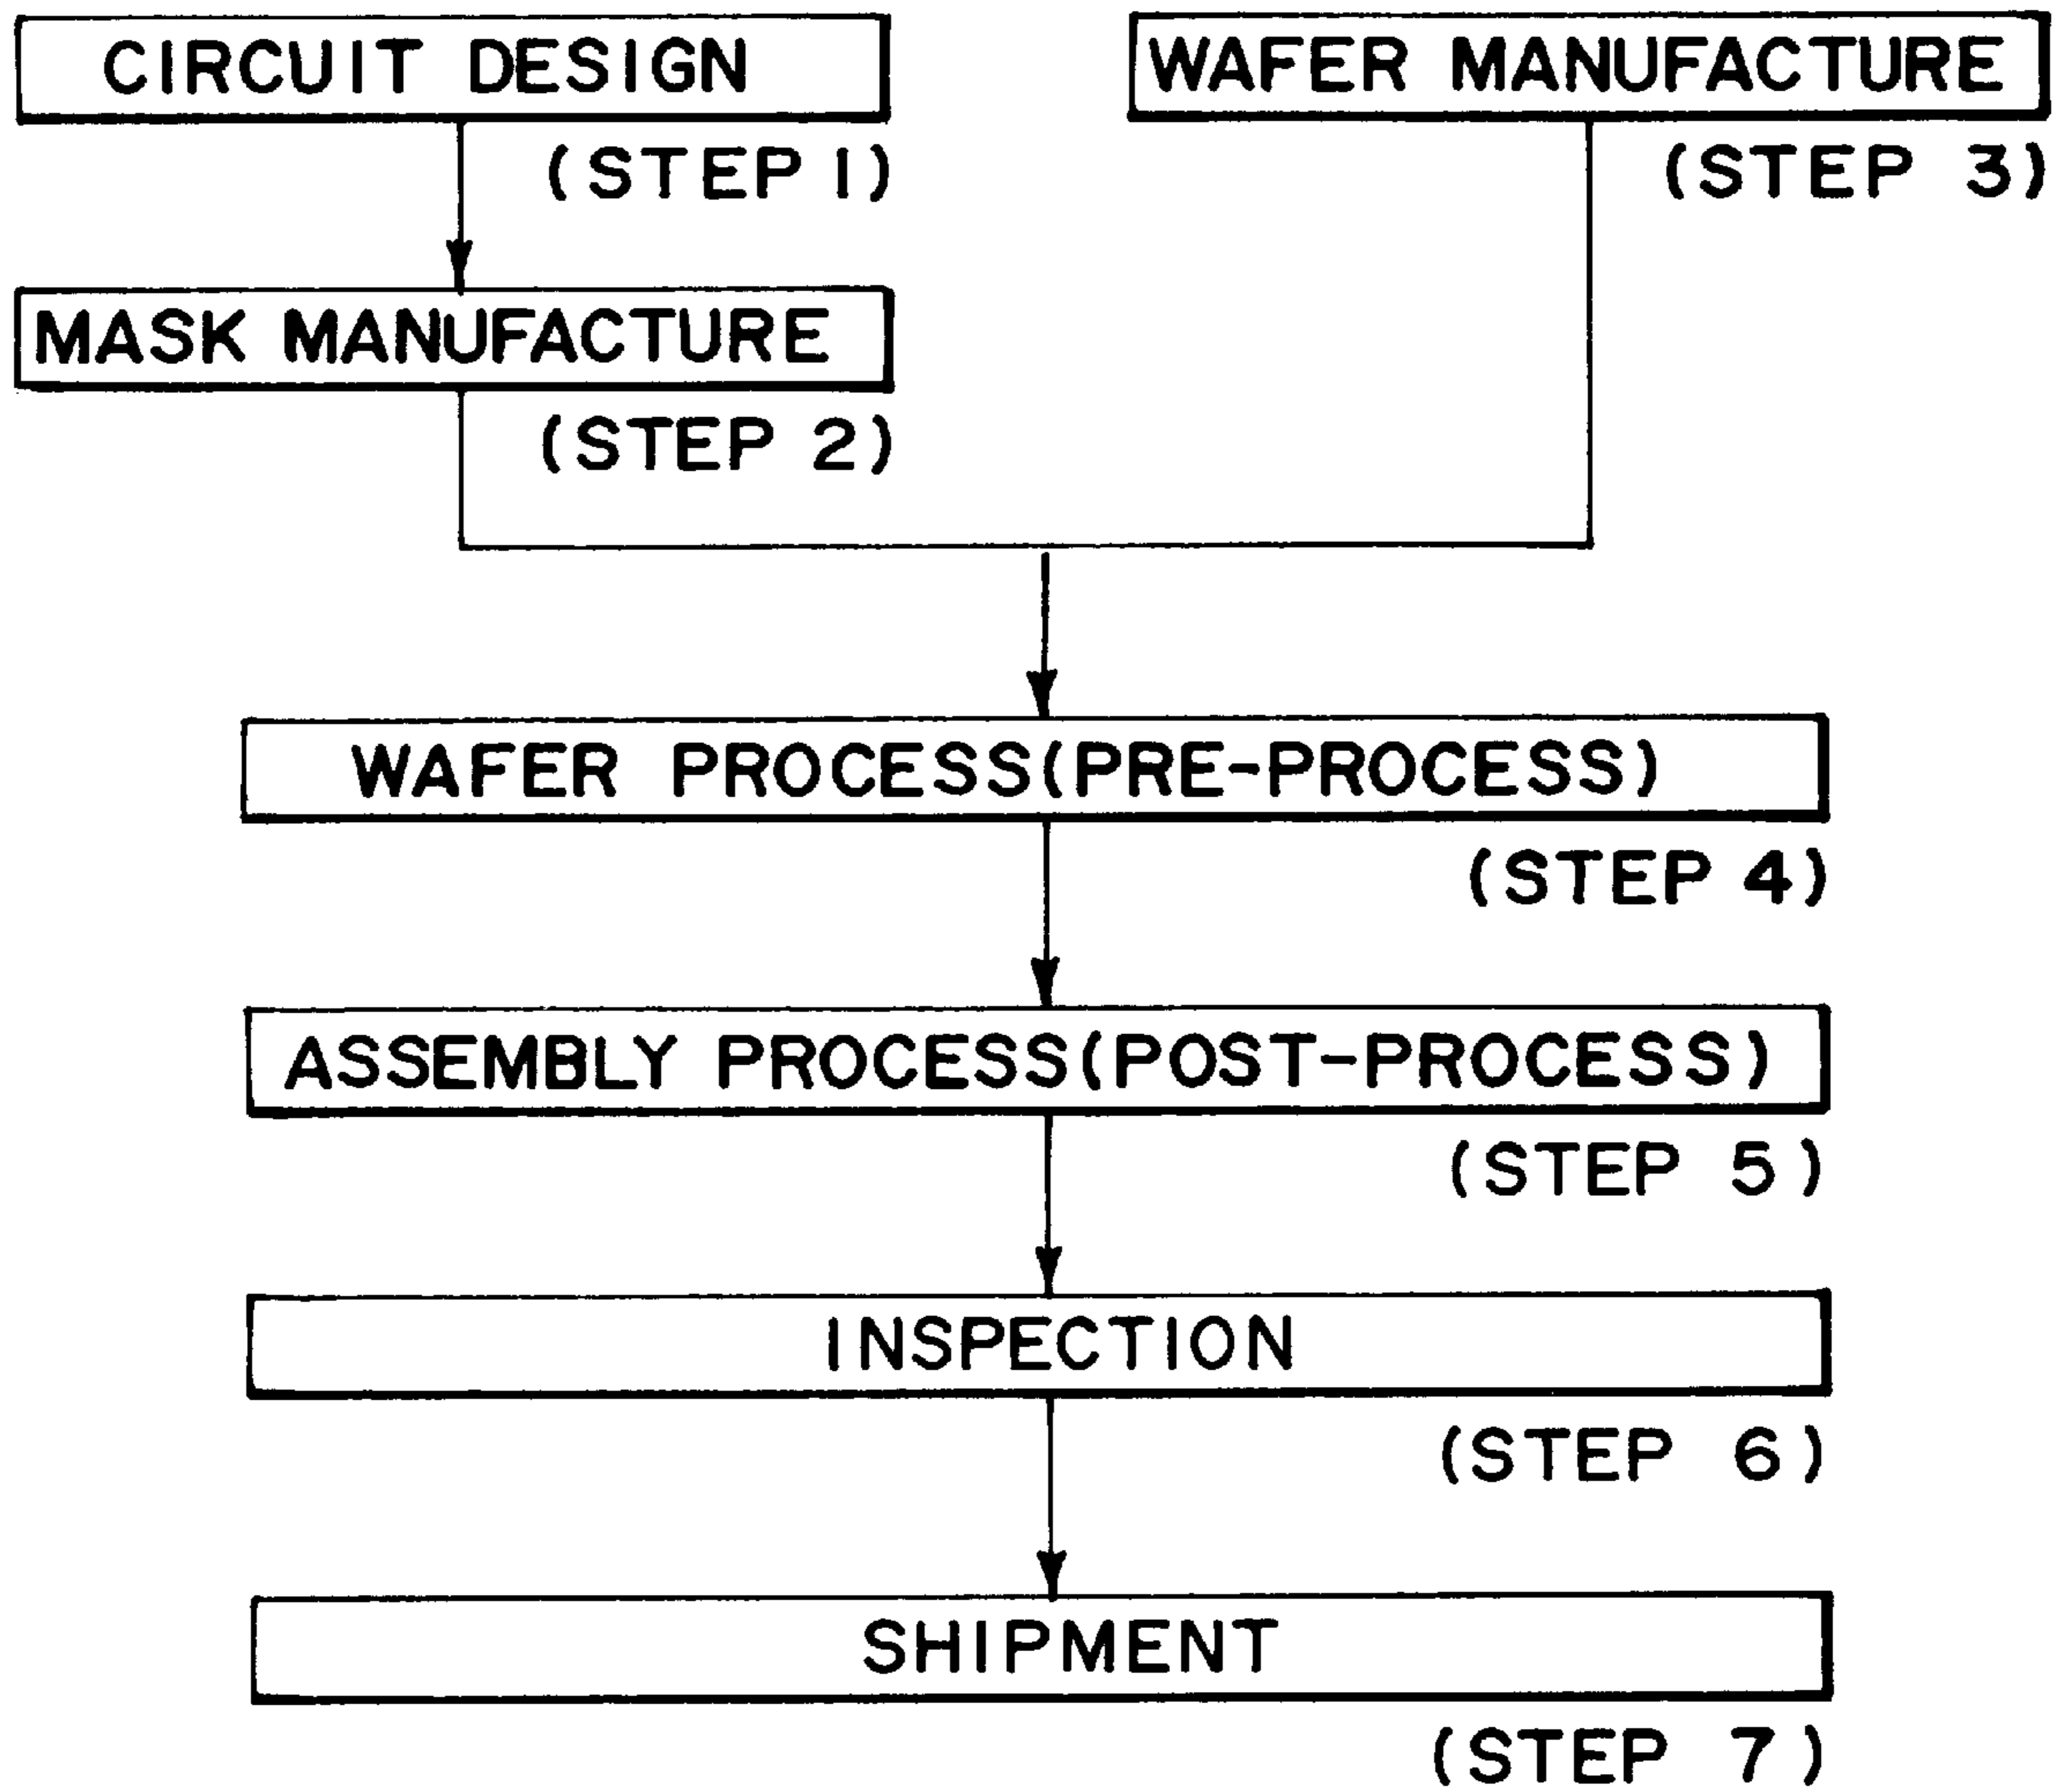 CIRCUIT DESIGN
(STEP 1)
WAFER MANUFACTURE
(STEP 3)
MASK MANUFACTURE
(STEP 2)
WAFER PROCESS(PRE-PROCESS)
(STEP 4)
ASSEMBLY PROCESS(POST-PROCESS)
(STEP 5)
INSPECTION
(STEP 6)
SHIPMENT
(STEP 7)